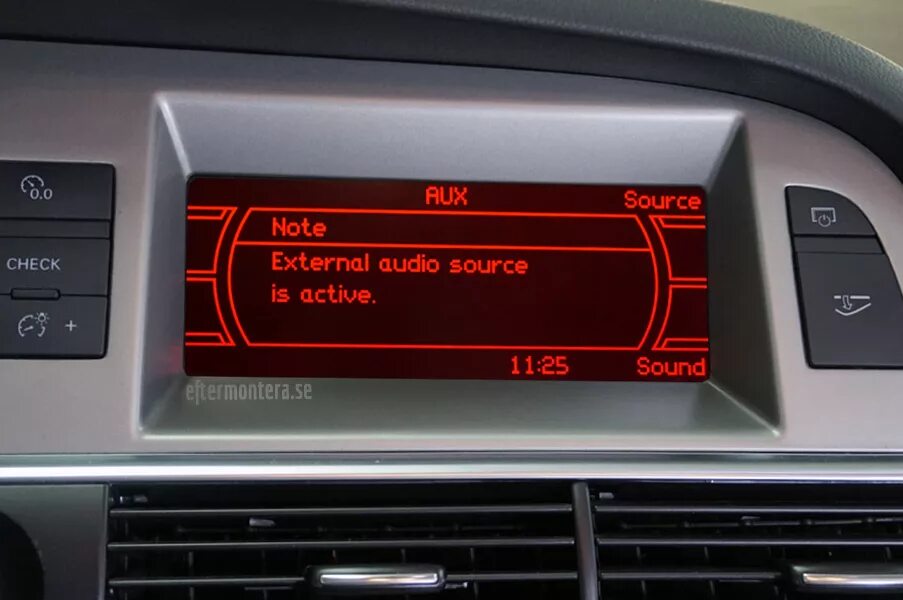 0.0
CHECK
+
AUX
Source
Note
External audio source
is active.
11:25
Sound
eftermontera.se